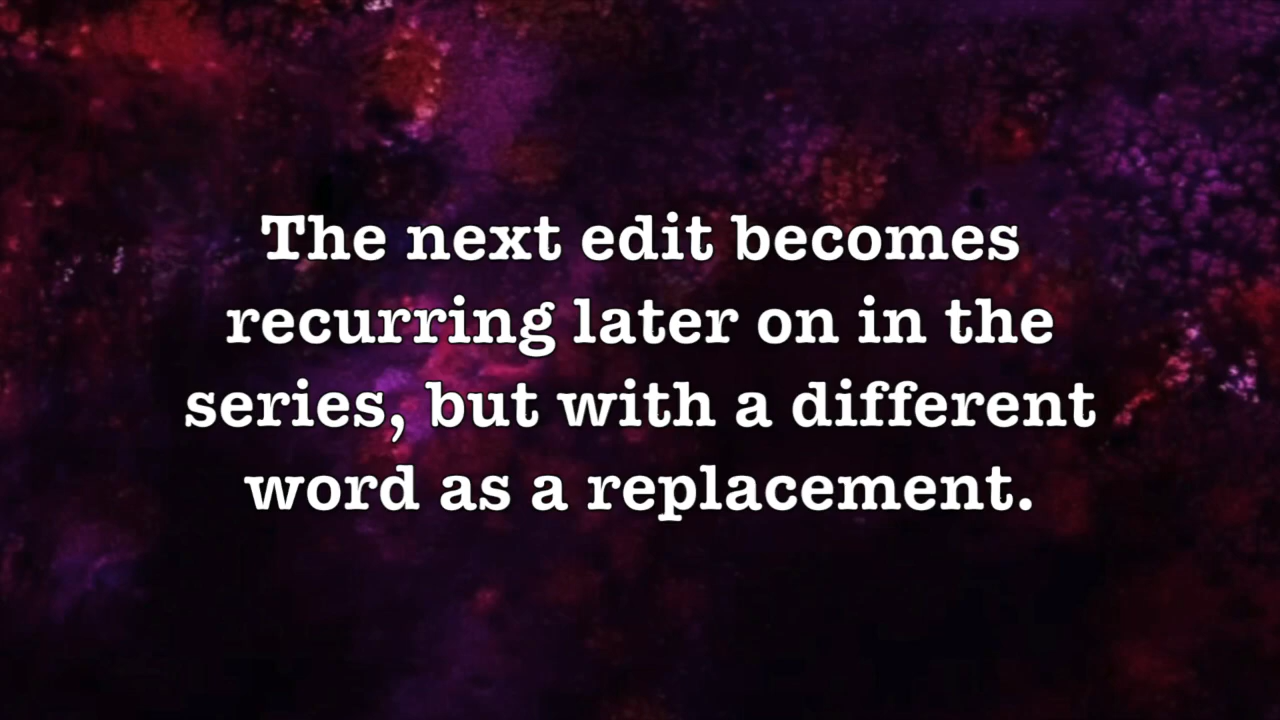 The next edit becomes
recurring later on in the
series, but with a different
word as a replacement.